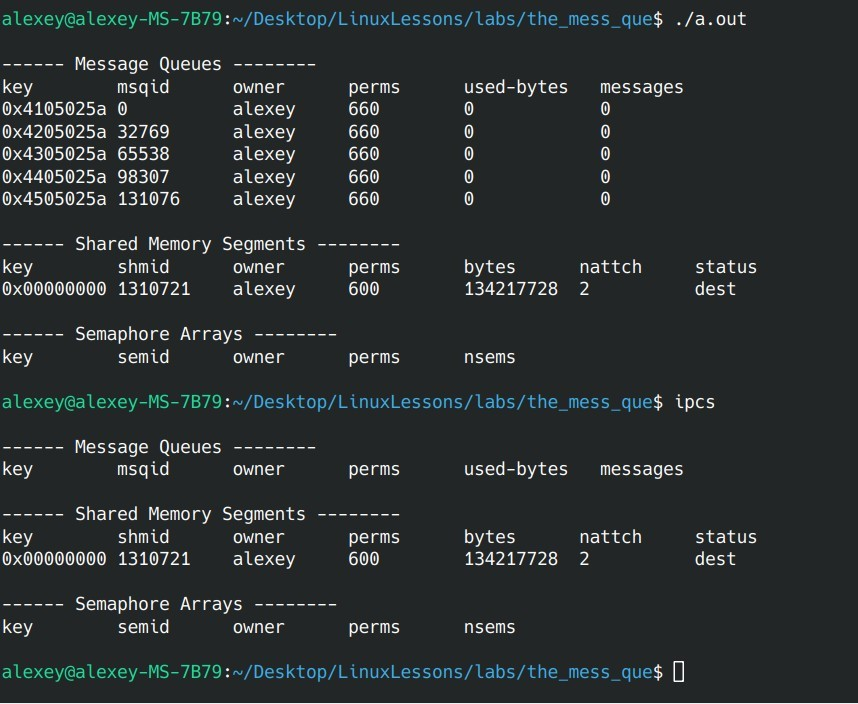 alexey@alexey-MS-7B79:~/Desktop/LinuxLessons/labs/the_mess_que$ ./a.out
------ Message Queues --------
key msqid owner perms used-bytes messages
0x4105025a 0 alexey 660 0 0
0x4205025a 32769 alexey 660 0 0
0x4305025a 65538 alexey 660 0 0
0x4405025a 98307 alexey 660 0 0
0x4505025a 131076 alexey 660 0 0
------ Shared Memory Segments --------
key shmid owner perms bytes nattch status
0x00000000 1310721 alexey 600 134217728 2 dest
------ Semaphore Arrays --------
key semid owner perms nsems
alexey@alexey-MS-7B79:~/Desktop/LinuxLessons/labs/the_mess_que$ ipcs
------ Message Queues --------
key msqid owner perms used-bytes messages
------ Shared Memory Segments --------
key shmid owner perms bytes nattch status
0x00000000 1310721 alexey 600 134217728 2 dest
------ Semaphore Arrays --------
key semid owner perms nsems
alexey@alexey-MS-7B79:~/Desktop/LinuxLessons/labs/the_mess_que$